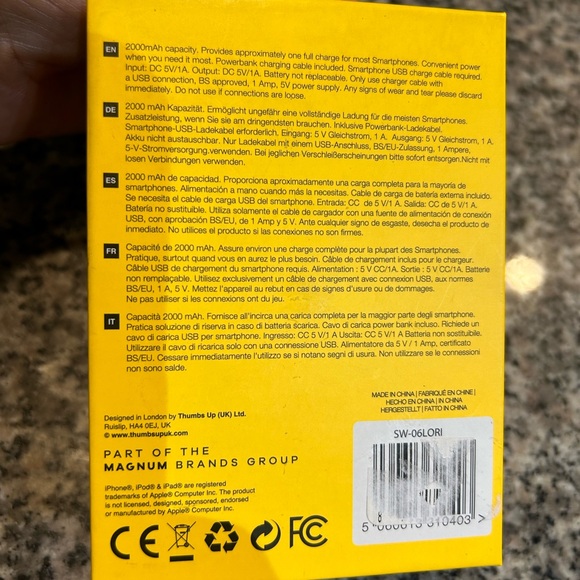 EN
2000mAh capacity. Provides approximately one full charge for most Smartphones. Convenient power
when you need it most. Powerbank charging cable included. Smartphone USB charge cable required.
Input: DC 5V/1A. Output: DC 5V/1A. Battery not replaceable. Only use charger cable with
a USB connection, BS approved, 1 Amp, 5V power supply. Any signs of wear and tear please discard
immediately. Do not use if connections are loose.
DE
2000 mAh Kapazität. Ermöglicht ungefähr eine vollständige Ladung für die meisten Smartphones.
Zusatzleistung, wenn Sie sie am dringendsten brauchen. Inklusive Powerbank-Ladekabel.
Smartphone-USB-Ladekabel erforderlich. Eingang: 5 V Gleichstrom, 1 A. Ausgang: 5 V Gleichstrom, 1 A.
Akku nicht austauschbar. Nur Ladekabel mit einem USB-Anschluss, BS/EU-Zulassung, 1 Ampere,
5-V-Stromversorgung.verwenden. Bei jeglichen Verschleißerscheinungen bitte sofort entsorgen.Nicht mit
losen Verbindungen verwenden.
ES
2000 mAh de capacidad. Proporciona aproximadamente una carga completa para la mayoría de
smartphones. Alimentación a mano cuando más la necesitas. Cable de carga de batería externa incluido.
Se necesita el cable de carga USB del smartphone. Entrada: CC de 5 V/1 A. Salida: CC de 5 V/1 A.
Batería no sustituible. Utiliza solamente el cable de cargador con una fuente de alimentación de conexión
USB, con aprobación BS/EU, de 1 Amp y 5 V. Ante cualquier signo de esgaste, desecha el producto de
inmediato. No utilices el producto si las conexiones no son firmes.
FR
Capacité de 2000 mAh. Assure environ une charge complète pour la plupart des Smartphones.
Pratique, surtout quand vous en aurez le plus besoin. Câble de chargement inclus pour le chargeur.
Câble USB de chargement du smartphone requis. Alimentation : 5 V CC/1A. Sortie : 5 V CC/1A. Batterie
non remplaçable. Utilisez exclusivement un câble de chargement avec connexion USB, aux normes
BS/EU, 1 A, 5 V. Mettez l'appareil au rebut en cas de signes d'usure ou de dommages.
Ne pas utiliser si les connexions ont du jeu.
IT
Capacità 2000 mAh. Fornisce all'incirca una carica completa per la maggior parte degli smartphone.
Pratica soluzione di riserva in caso di batteria scarica. Cavo di carica power bank incluso. Richiede un
cavo di carica USB per smartphone. Ingresso: CC 5 V/1 A Uscita: CC 5 V/1 A Batteria non sostituibile.
Utilizzare il cavo di ricarica solo con una connessione USB. Alimentatore da 5 V / 1 Amp, certificato
BS/EU. Cessare immediatamente l'utilizzo se si notano segni di usura. Non utilizzare se le connessioni
non sono salde.
MADE IN CHINA | FABRIQUÉ EN CHINE |
HECHO EN CHINA | IN CHINA
HERGESTELLT | FATTO IN CHINA
Designed in London by Thumbs Up (UK) Ltd.
Ruislip, HA4 0EJ, UK
© www.thumbsupuk.com
PART OF THE
MAGNUM BRANDS GROUP
iPhone®, iPod® & iPad® are registered
trademarks of Apple® Computer Inc. The product
is not licensed, designed, sponsored, endorsed
or manufactured by Apple® Computer Inc.
SW-06LORI
CE
FC